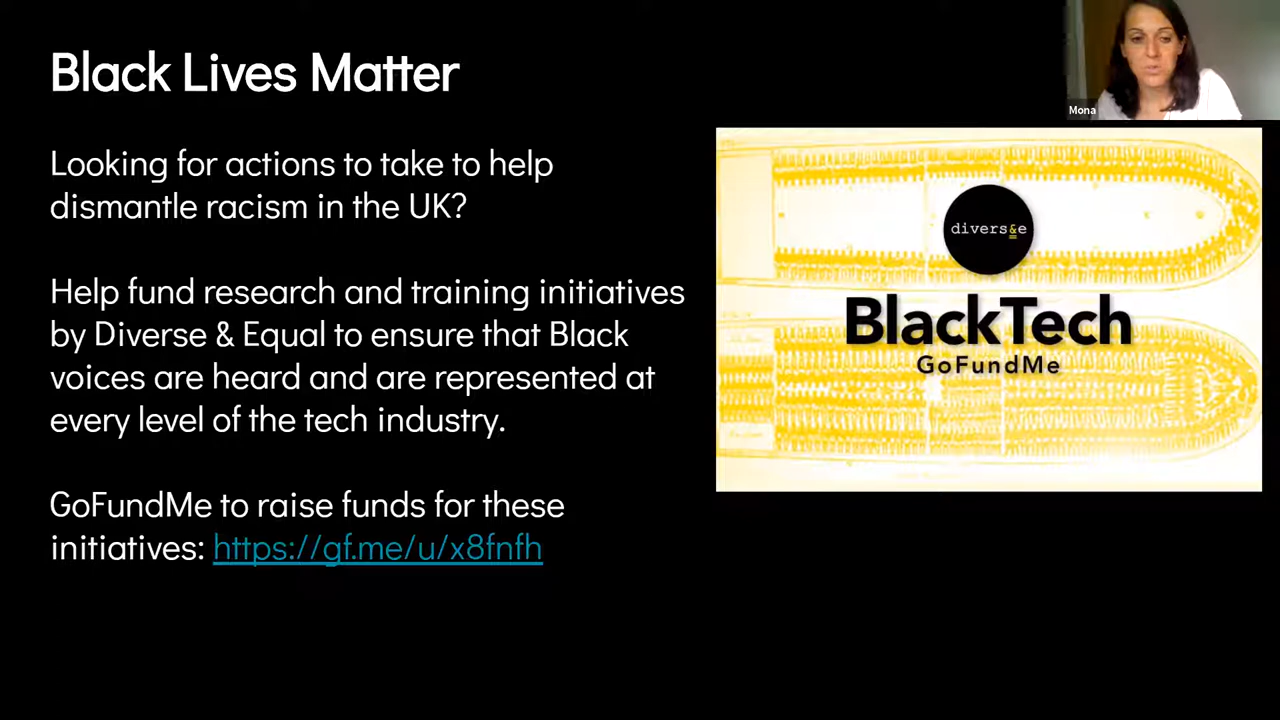 Black Lives Matter
Mona
Looking for actions to take to help
dismantle racism in the UK?
Help fund research and training initiatives
by Diverse & Equal to ensure that Black
voices are heard and are represented at
every level of the tech industry.
GoFundMe to raise funds for these
initiatives: https://gf.me/u/x8fnfh
divers&e
BlackTech
GoFundMe